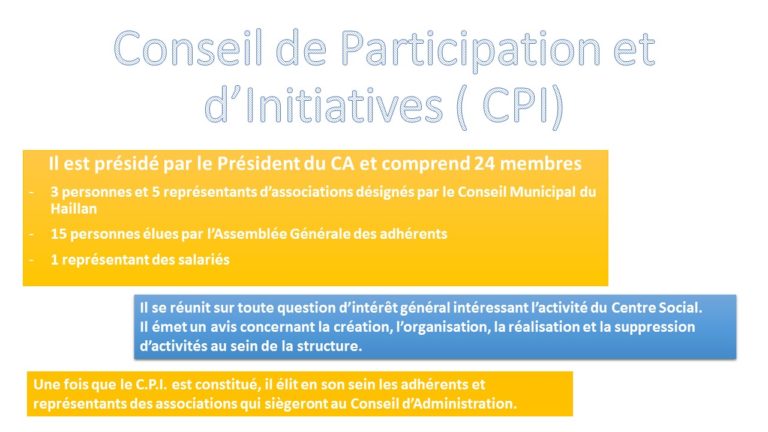 Conseil de Participation et
d’Initiatives ( CPI)
Il est présidé par le Président du CA et comprend 24 membres
- 3 personnes et 5 représentants d’associations désignés par le Conseil Municipal du
Haillan
- 15 personnes élues par l’Assemblée Générale des adhérents
- 1 représentant des salariés
Il se réunit sur toute question d’intérêt général intéressant l’activité du Centre Social.
Il émet un avis concernant la création, l’organisation, la réalisation et la suppression
d’activités au sein de la structure.
Une fois que le C.P.I. est constitué, il élit en son sein les adhérents et
représentants des associations qui siègeront au Conseil d’Administration.